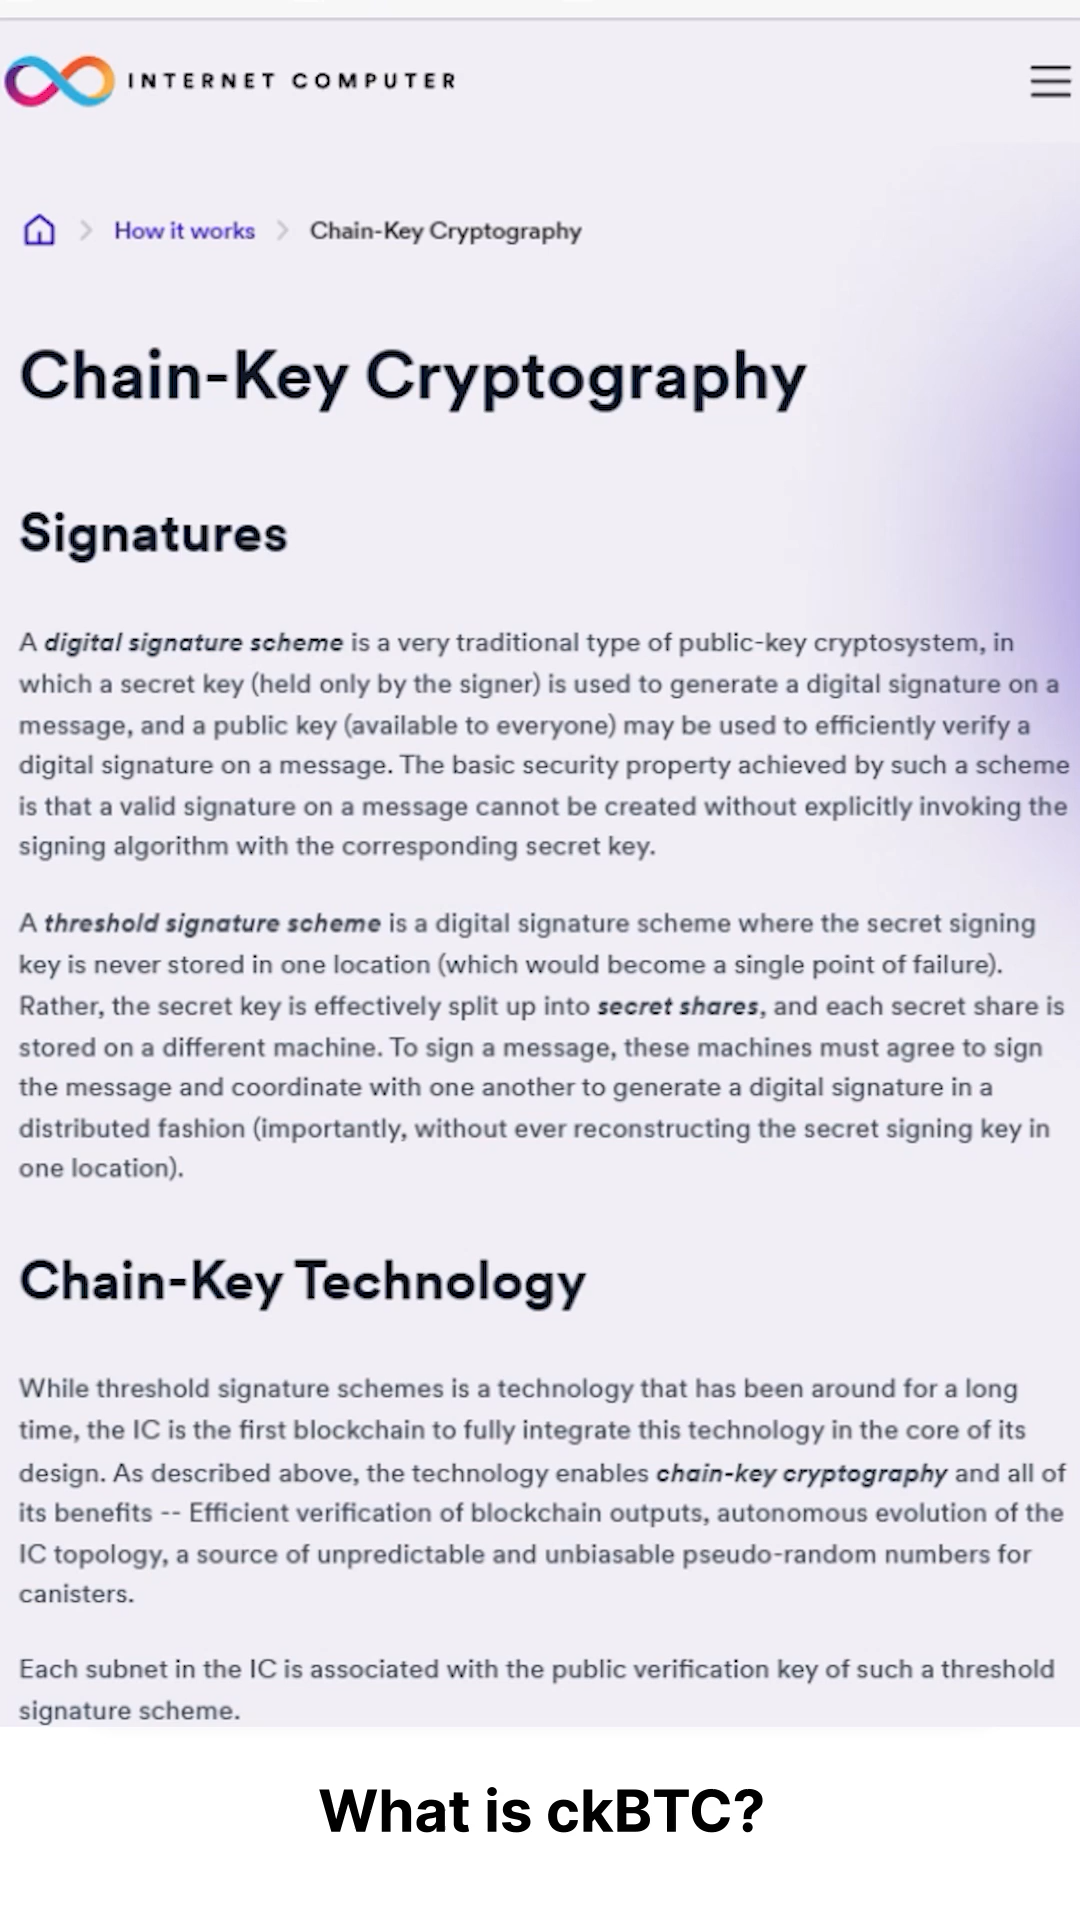 INTERNET COMPUTER
How it works > Chain-Key Cryptography
Chain-Key Cryptography
Signatures
A digital signature scheme is a very traditional type of public-key cryptosystem, in
which a secret key (held only by the signer) is used to generate a digital signature on a
message, and a public key (available to everyone) may be used to efficiently verify a
digital signature on a message. The basic security property achieved by such a scheme
is that a valid signature on a message cannot be created without explicitly invoking the
signing algorithm with the corresponding secret key.
A threshold signature scheme is a digital signature scheme where the secret signing
key is never stored in one location (which would become a single point of failure).
Rather, the secret key is effectively split up into secret shares, and each secret share is
stored on a different machine. To sign a message, these machines must agree to sign
the message and coordinate with one another to generate a digital signature in a
distributed fashion (importantly, without ever reconstructing the secret signing key in
one location).
Chain-Key Technology
While threshold signature schemes is a technology that has been around for a long
time, the IC is the first blockchain to fully integrate this technology in the core of its
design. As described above, the technology enables chain-key cryptography and all of
its benefits -- Efficient verification of blockchain outputs, autonomous evolution of the
IC topology, a source of unpredictable and unbiasable pseudo-random numbers for
canisters.
Each subnet in the IC is associated with the public verification key of such a threshold
signature scheme.
What is ckBTC?